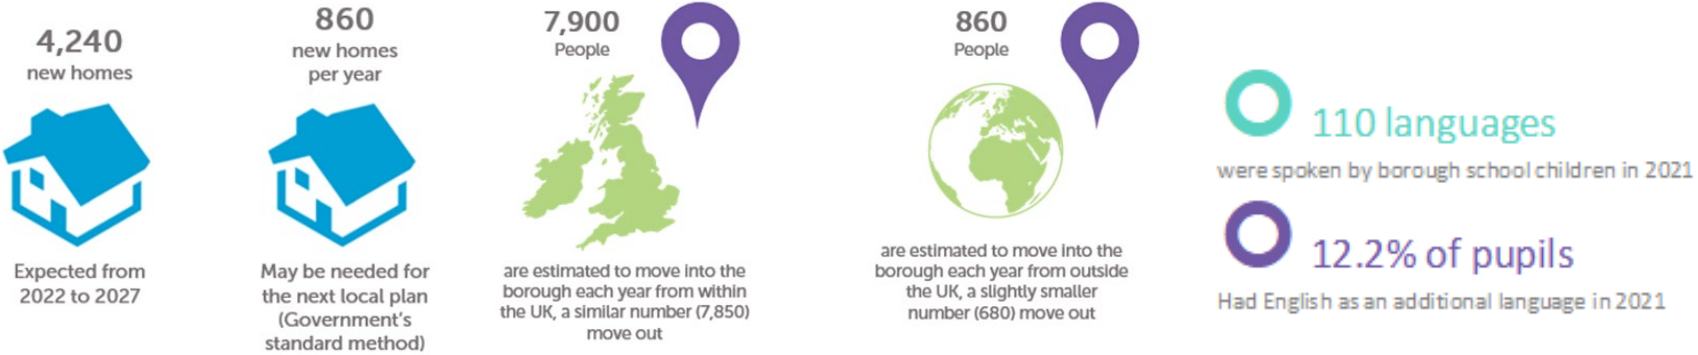 4,240
new homes
Expected from
2022 to 2027
860
new homes
per year
May be needed for
the next local plan
(Government's
standard method)
7,900
People
are estimated to move into the
borough each year from within
the UK, a similar number (7,850)
move out
860
People
are estimated to move into the
borough each year from outside
the UK, a slightly smaller
number (680) move out
110 languages
were spoken by borough school children in 2021
12.2% of pupils
Had English as an additional language in 2021